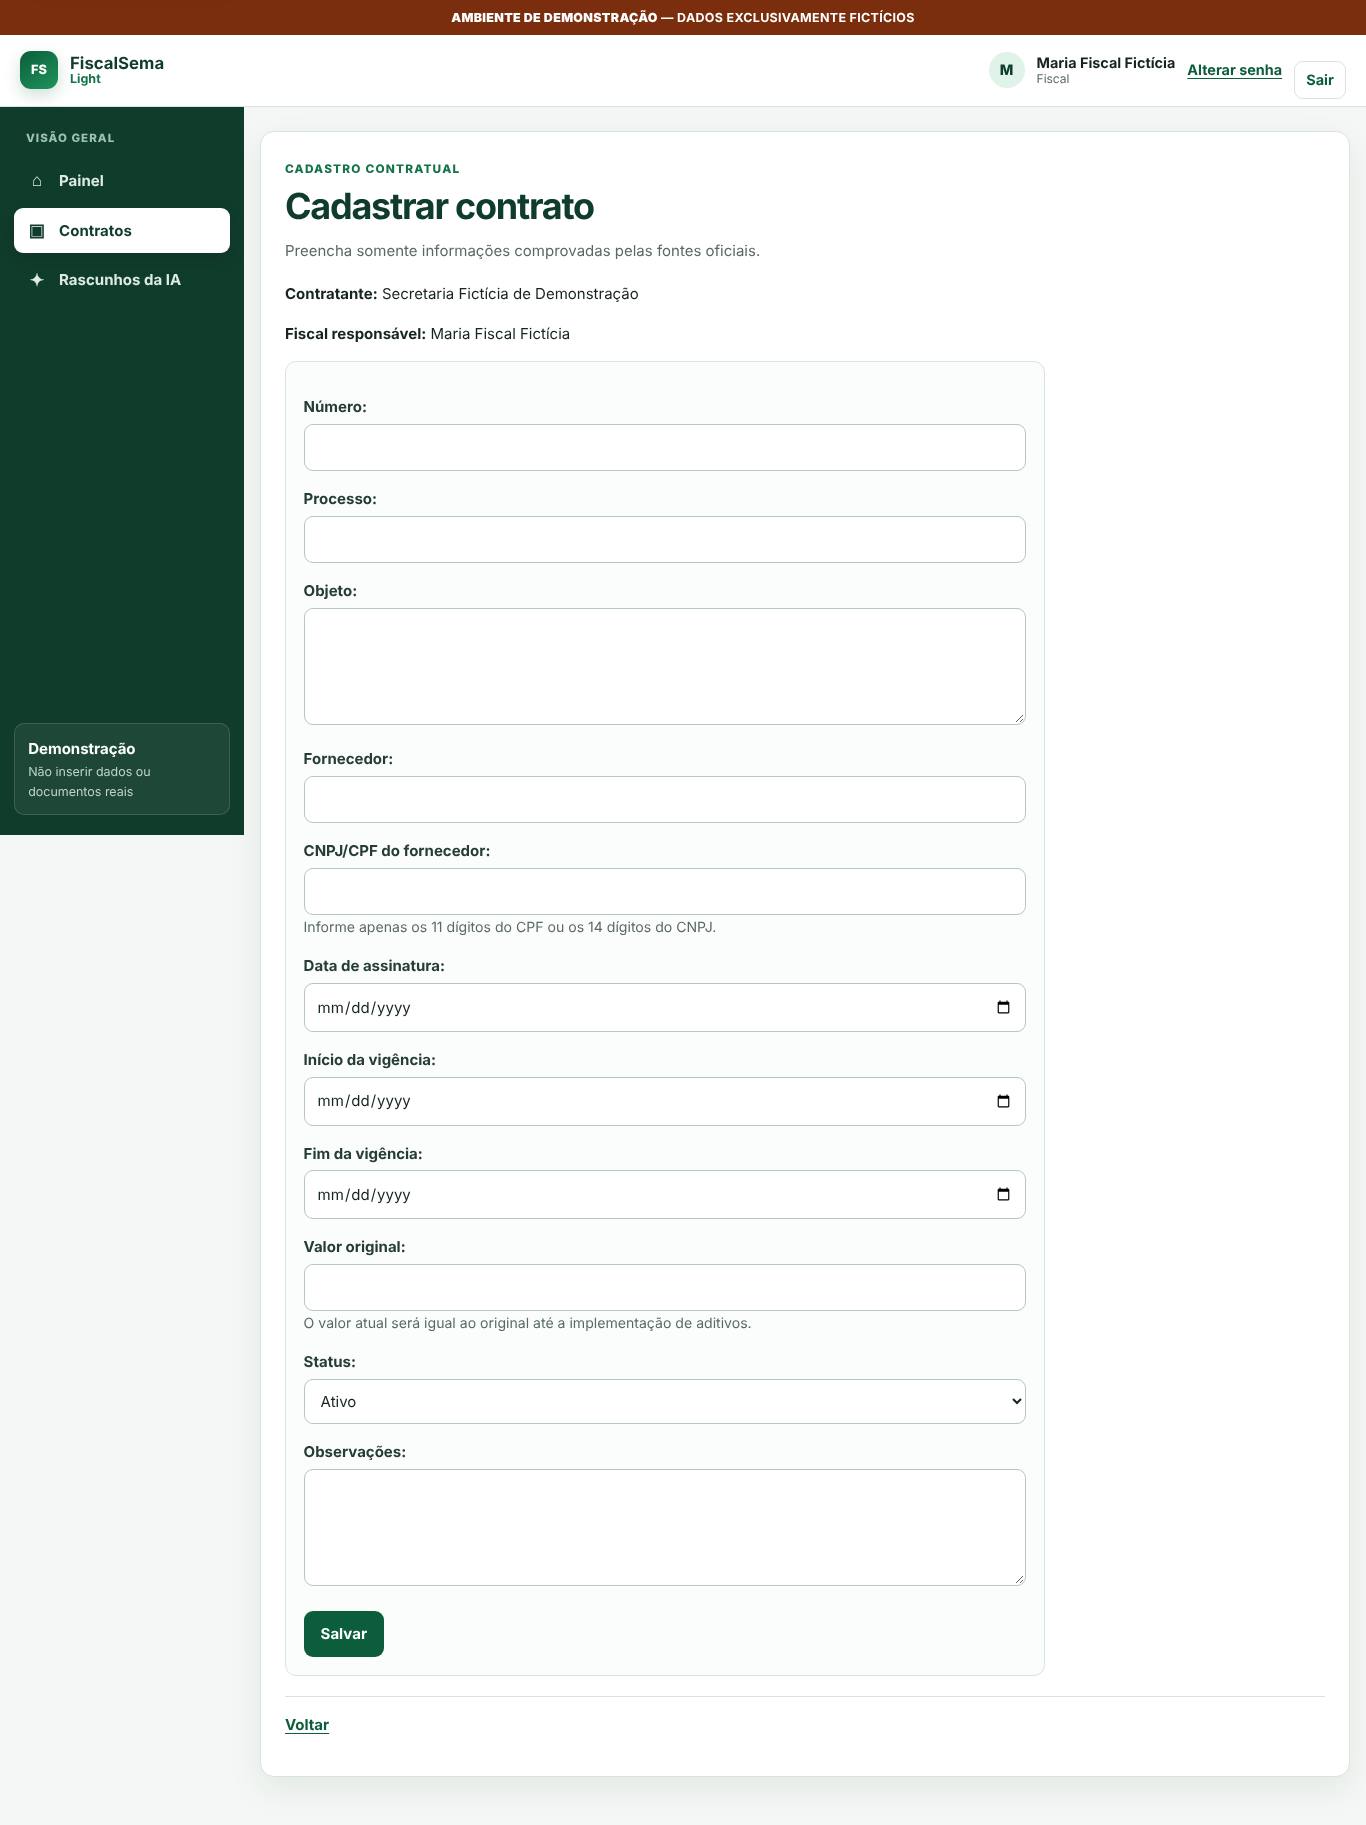 AMBIENTE DE DEMONSTRAÇÃO — DADOS EXCLUSIVAMENTE FICTÍCIOS
FS
FiscalSema
Light
M
Maria Fiscal Fictícia
Fiscal
Alterar senha
Sair
VISÃO GERAL
Painel
Contratos
Rascunhos da IA
Demonstração
Não inserir dados ou
documentos reais
CADASTRO CONTRATUAL
Cadastrar contrato
Preencha somente informações comprovadas pelas fontes oficiais.
Contratante: Secretaria Fictícia de Demonstração
Fiscal responsável: Maria Fiscal Fictícia
Número:
Processo:
Objeto:
Fornecedor:
CNPJ/CPF do fornecedor:
Informe apenas os 11 dígitos do CPF ou os 14 dígitos do CNPJ.
Data de assinatura:
mm/dd/yyyy
Início da vigência:
mm/dd/yyyy
Fim da vigência:
mm/dd/yyyy
Valor original:
O valor atual será igual ao original até a implementação de aditivos.
Status:
Ativo
Observações:
Salvar
Voltar